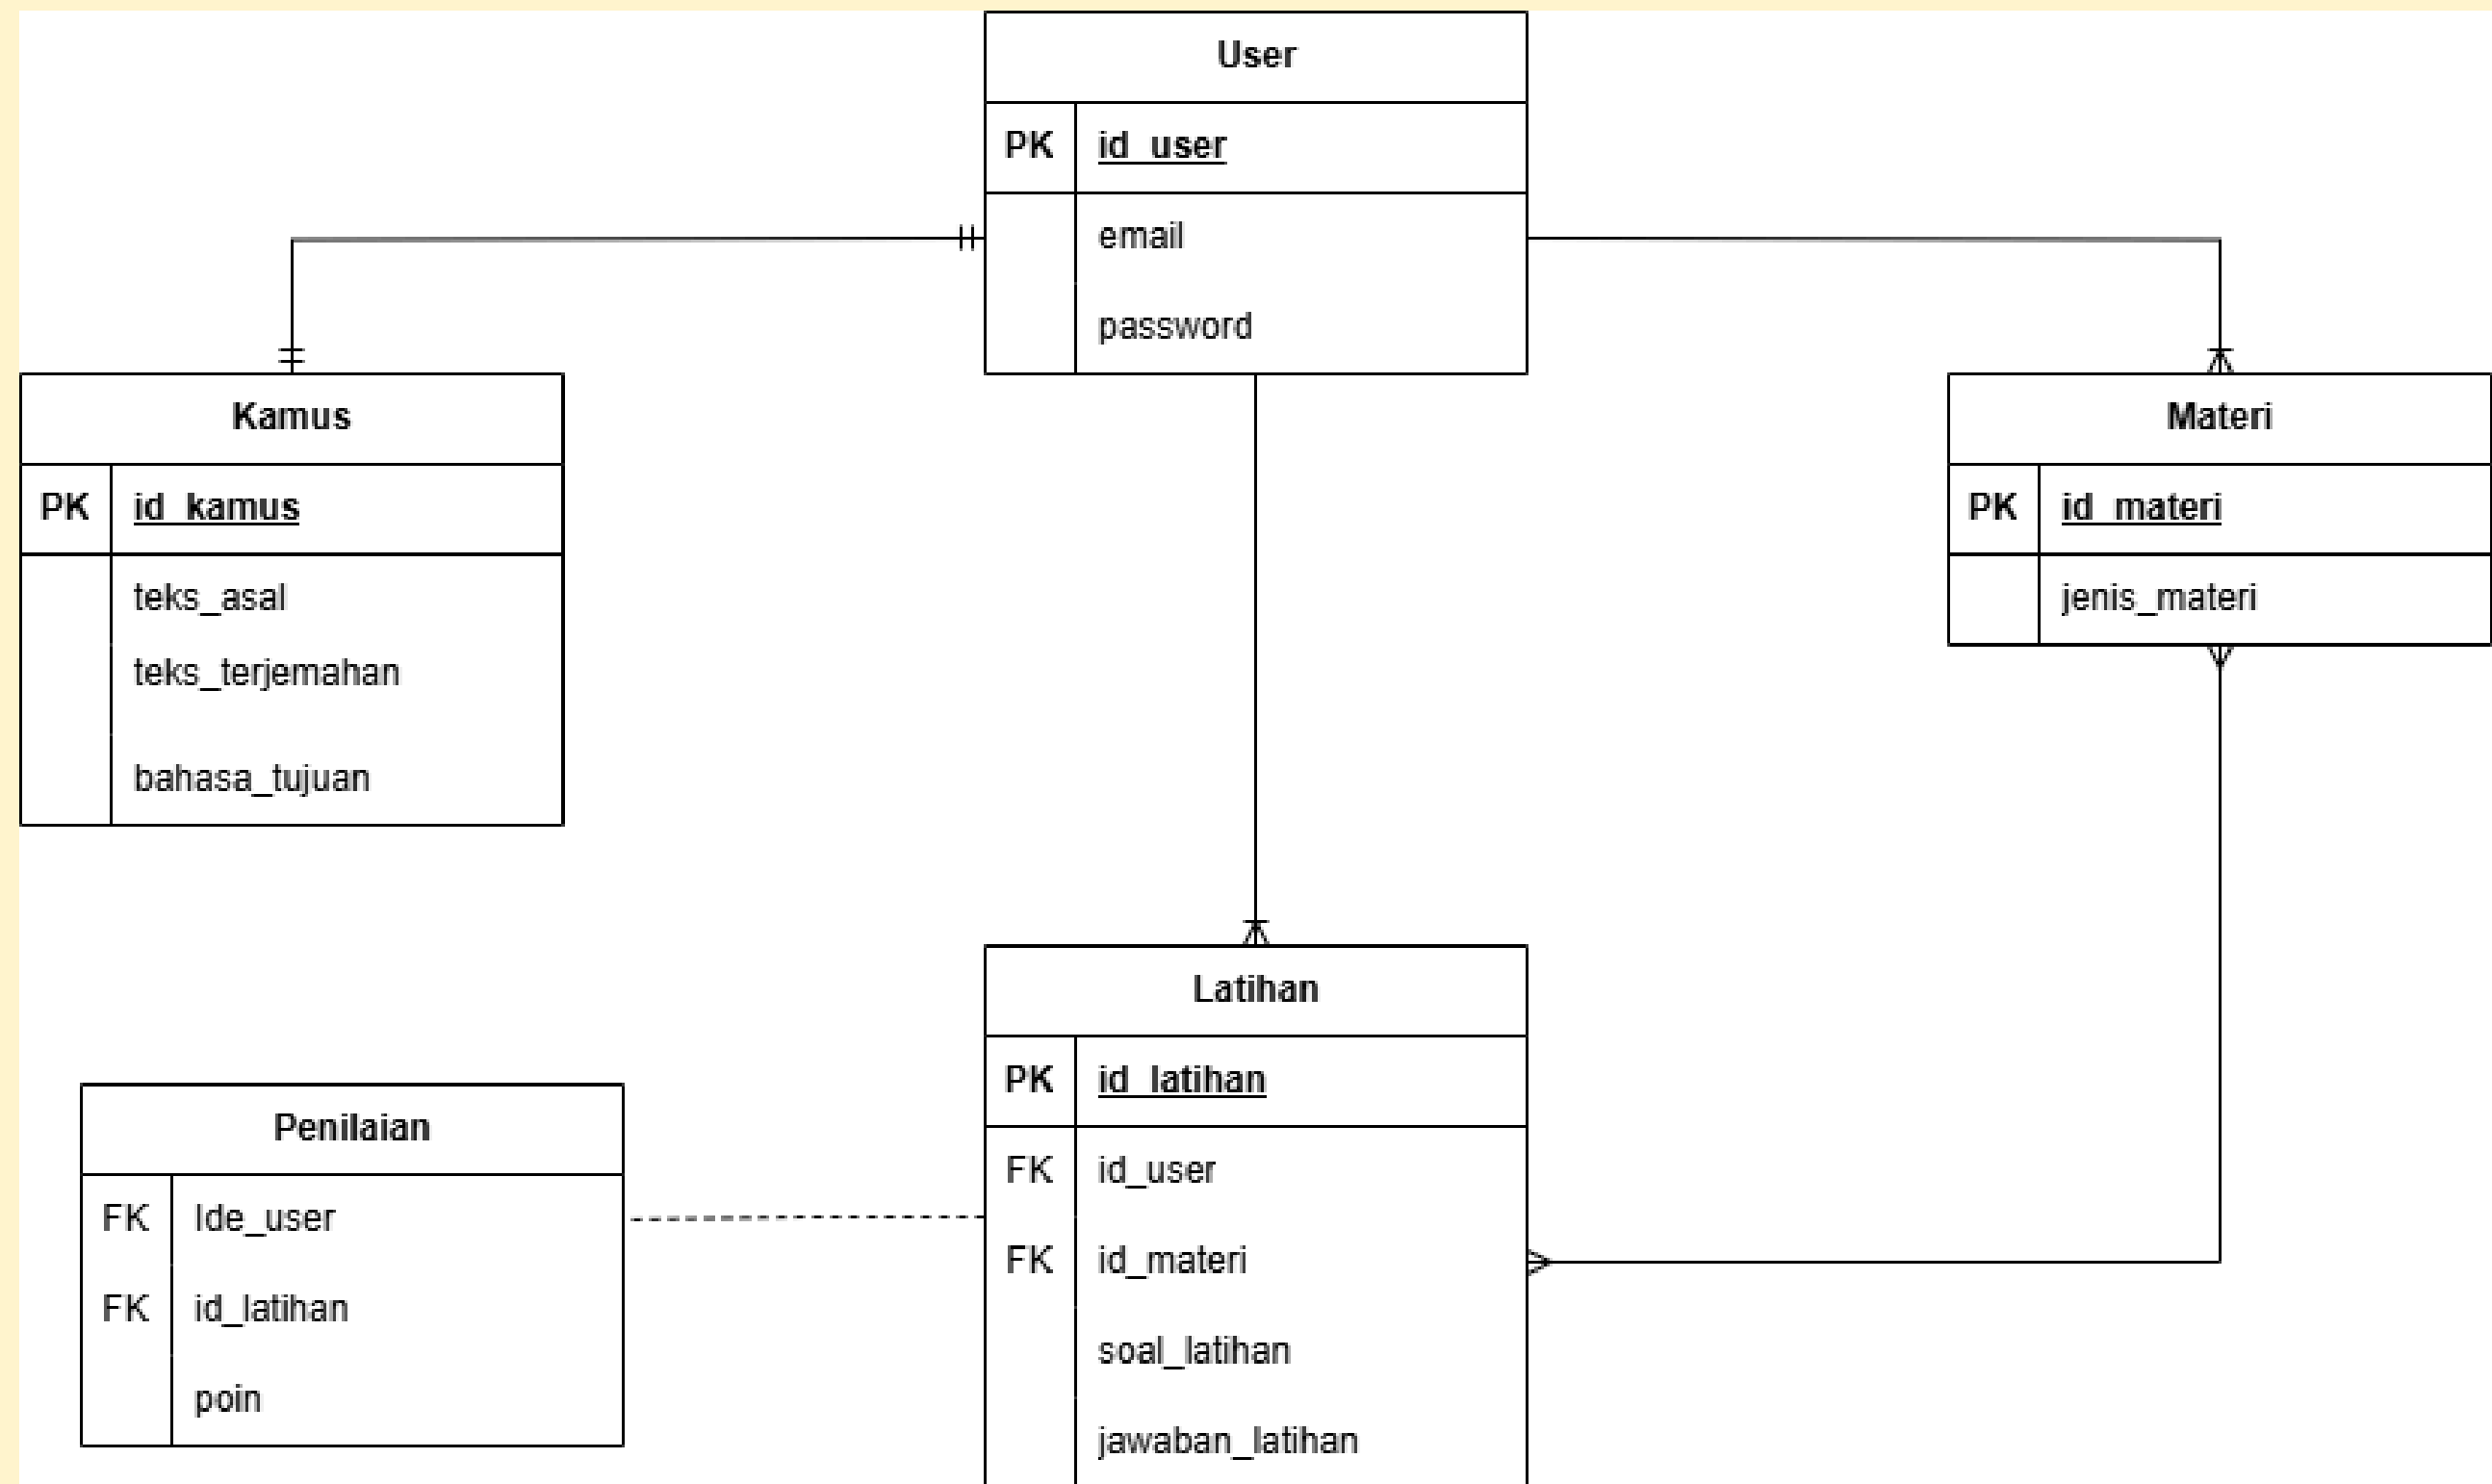 User
PK id_user
email
password
Kamus
PK id_kamus
teks_asal
teks_terjemahan
bahasa_tujuan
Materi
PK id_materi
jenis_materi
Latihan
PK id_latihan
FK id_user
FK id_materi
soal_latihan
jawaban_latihan
Penilaian
FK Ide_user
FK id_latihan
poin